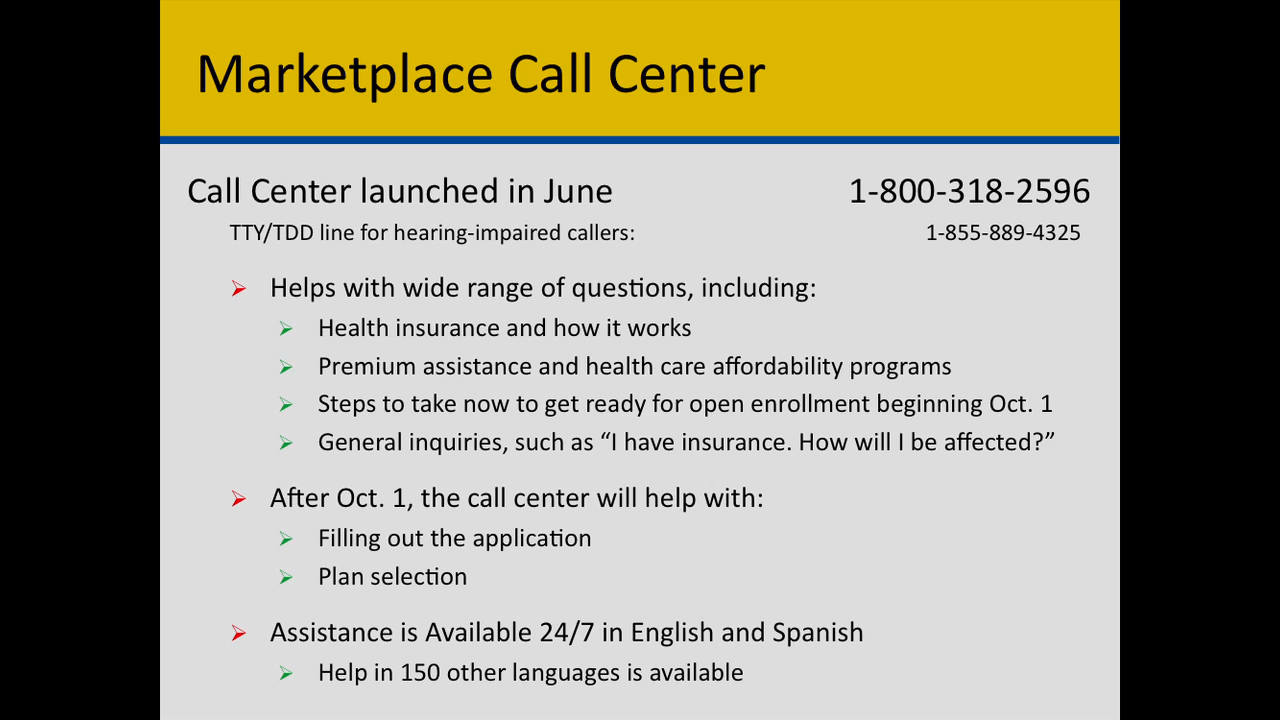 Marketplace Call Center
Call Center launched in June 1-800-318-2596
TTY/TDD line for hearing-impaired callers: 1-855-889-4325
Helps with wide range of questions, including:
Health insurance and how it works
Premium assistance and health care affordability programs
Steps to take now to get ready for open enrollment beginning Oct. 1
General inquiries, such as “I have insurance. How will I be affected?”
After Oct. 1, the call center will help with:
Filling out the application
Plan selection
Assistance is Available 24/7 in English and Spanish
Help in 150 other languages is available